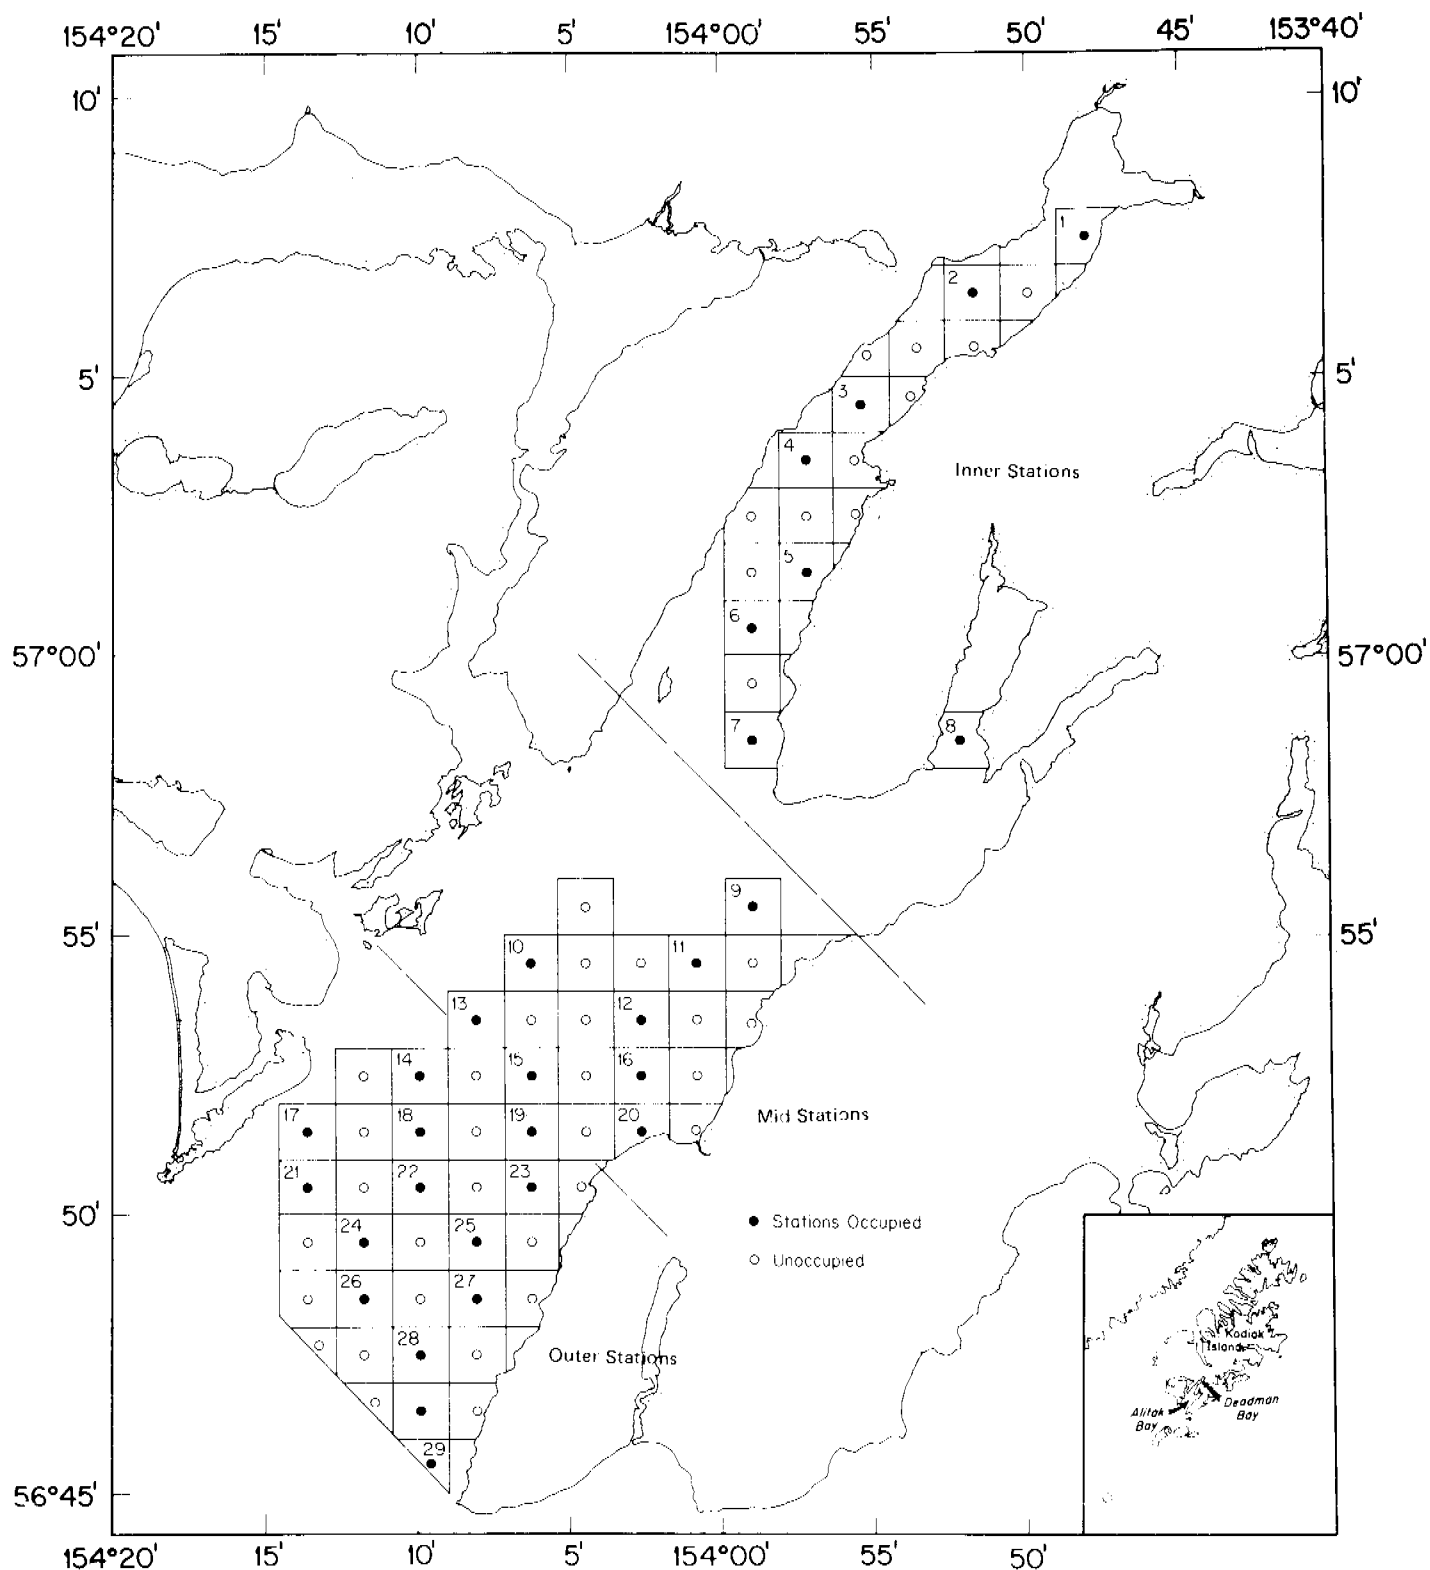 154°20' 15' 10' 5' 154°00' 55' 50' 45' 153°40'
10' 10'
1
2
5' 5'
3
4
Inner Stations
5
6
57°00' 57°00'
7 8
9
55' 10 11 55'
13 12
14 15 16
17 18 19 20 Mid Stations
21 22 23
50' 24 25 Stations Occupied
Unoccupied
26 27
28 Outer Stations
29
56°45'
Kodiak
Island
Alitak
Bay
Deadman
Bay
154°20' 15' 10' 5' 154°00' 55' 50'